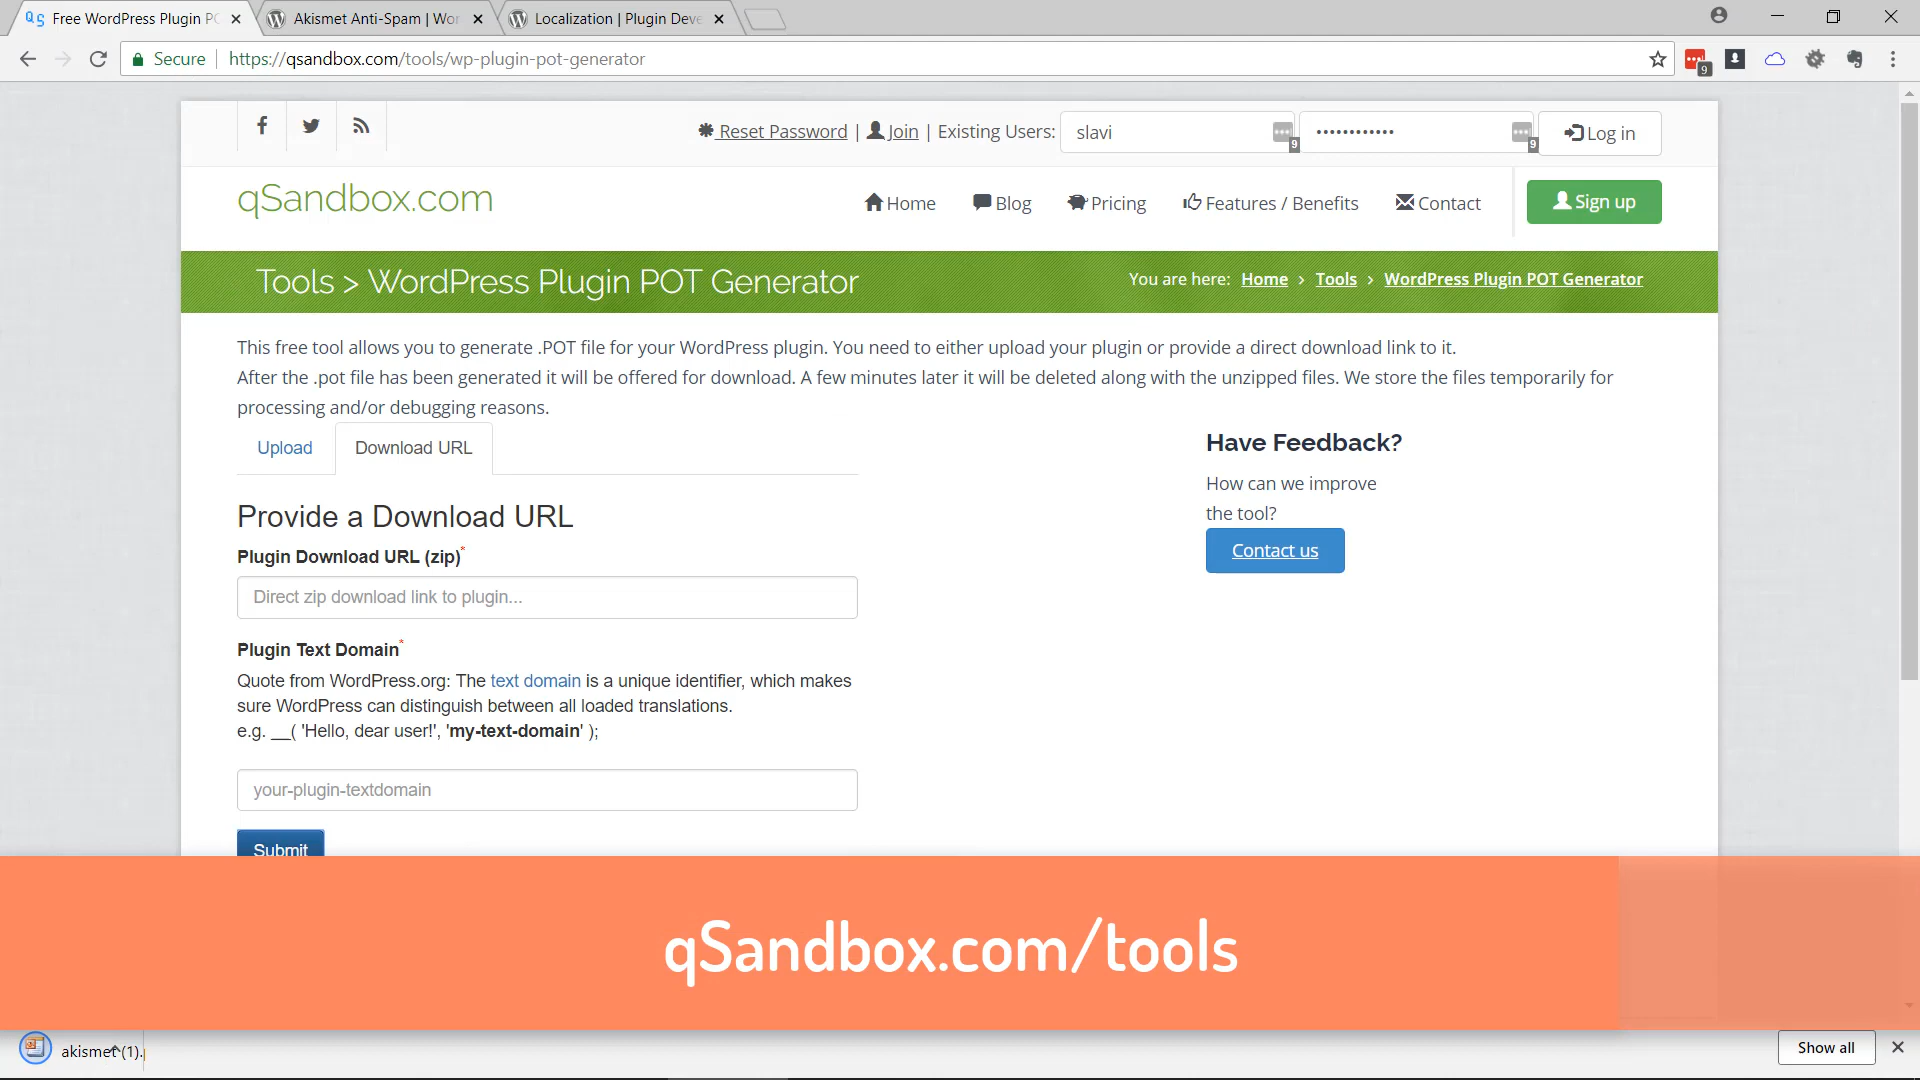 Free WordPress Plugin PO
Akismet Anti-Spam | Wor
Localization | Plugin Deve
Secure
https://qsandbox.com/tools/wp-plugin-pot-generator
9
Reset Password | Join | Existing Users:
slavi
9
••••••••••••
9
Log in
qSandbox.com
Home
Blog
Pricing
Features / Benefits
Contact
Sign up
Tools > WordPress Plugin POT Generator
You are here: Home > Tools > WordPress Plugin POT Generator
This free tool allows you to generate .POT file for your WordPress plugin. You need to either upload your plugin or provide a direct download link to it.
After the .pot file has been generated it will be offered for download. A few minutes later it will be deleted along with the unzipped files. We store the files temporarily for
processing and/or debugging reasons.
Upload
Download URL
Have Feedback?
How can we improve
the tool?
Contact us
Provide a Download URL
Plugin Download URL (zip)*
Direct zip download link to plugin...
Plugin Text Domain*
Quote from WordPress.org: The text domain is a unique identifier, which makes
sure WordPress can distinguish between all loaded translations.
e.g. __( 'Hello, dear user!', 'my-text-domain' );
your-plugin-textdomain
Submit
qSandbox.com/tools
akismet (1).
Show all